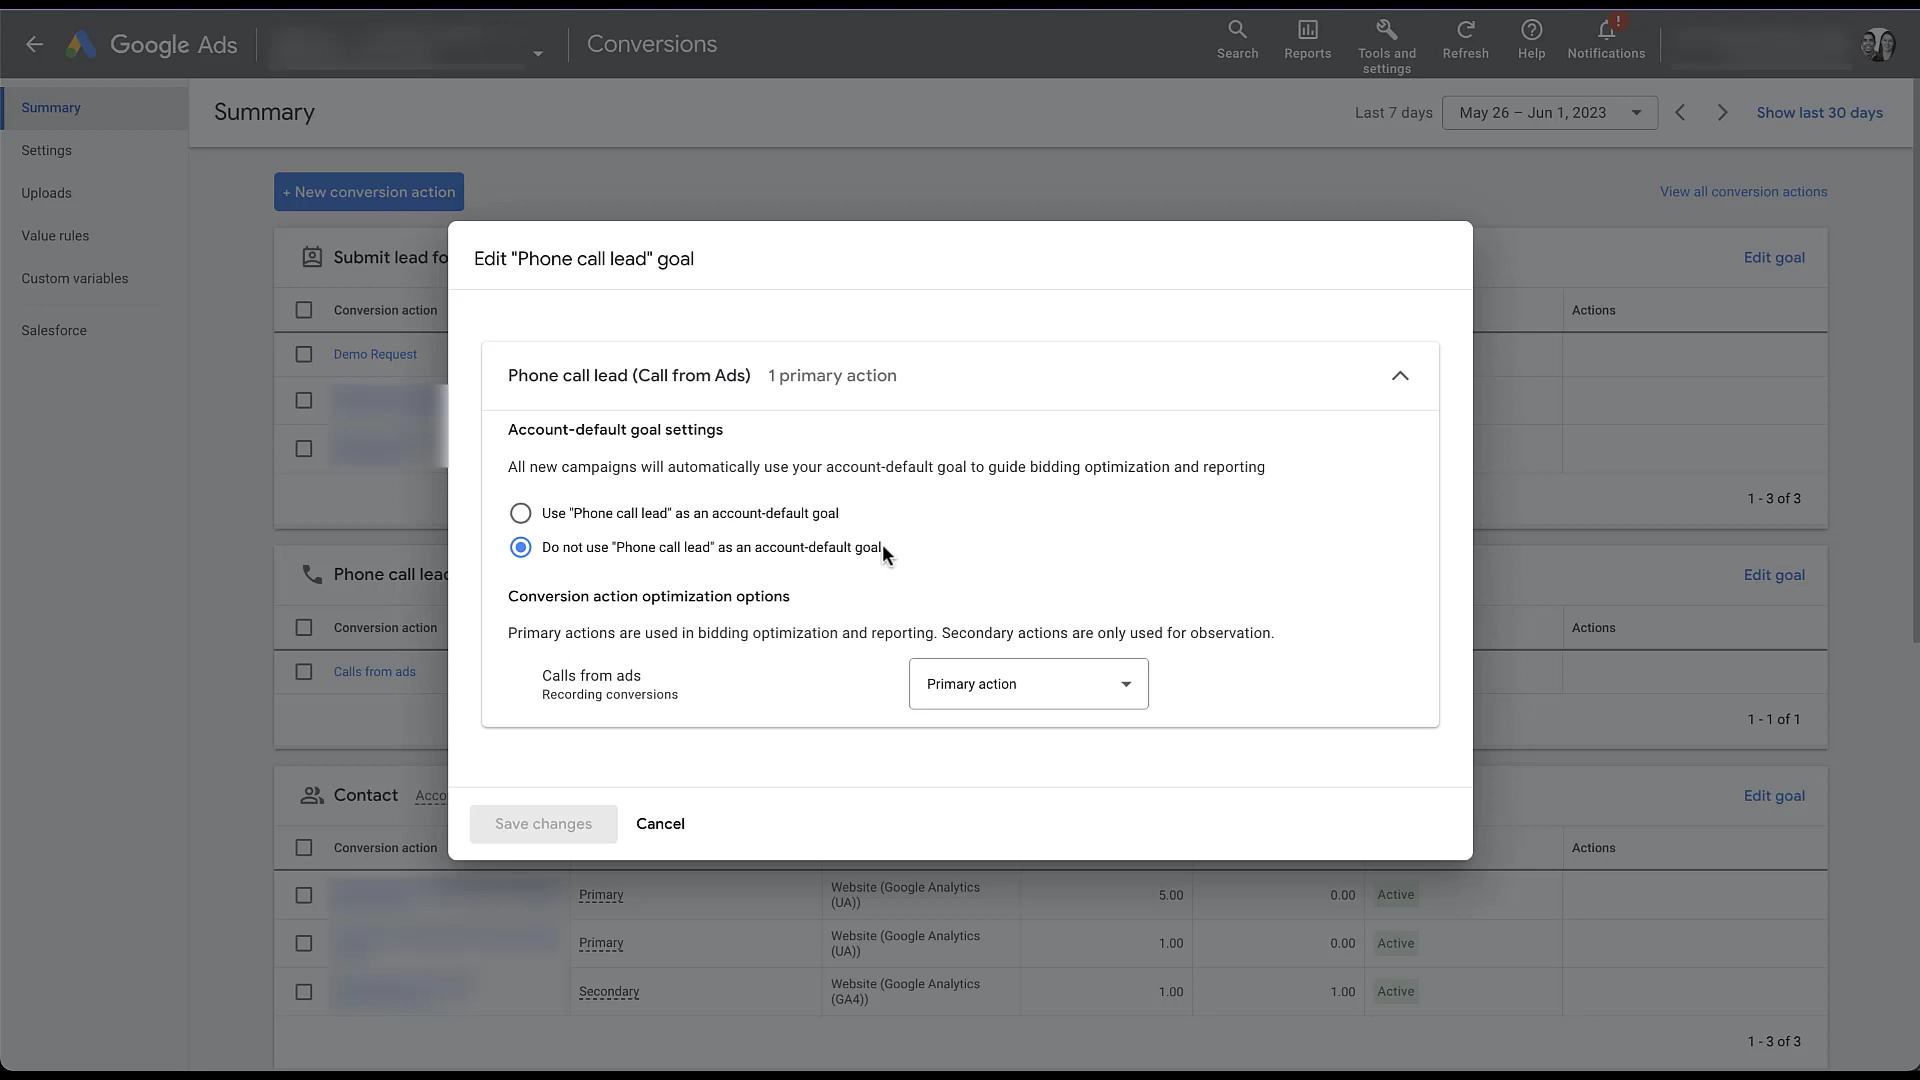 Google Ads
Conversions
Search
Reports
Tools and
settings
Refresh
Help
!
Notifications
Summary
Settings
Uploads
Value rules
Custom variables
Salesforce
Summary
Last 7 days
May 26 – Jun 1, 2023
Show last 30 days
+ New conversion action
View all conversion actions
Submit lead fo
Edit goal
Conversion action
Actions
Demo Request
1 - 3 of 3
Phone call lead
Edit goal
Conversion action
Actions
Calls from ads
1 - 1 of 1
Contact
Acco
Edit goal
Conversion action
Actions
Primary
Website (Google Analytics
(UA))
5.00
0.00
Active
Primary
Website (Google Analytics
(UA))
1.00
0.00
Active
Secondary
Website (Google Analytics
(GA4))
1.00
1.00
Active
1 - 3 of 3
Edit "Phone call lead" goal
Phone call lead (Call from Ads)
1 primary action
Account-default goal settings
All new campaigns will automatically use your account-default goal to guide bidding optimization and reporting
Use "Phone call lead" as an account-default goal
Do not use "Phone call lead" as an account-default goal
Conversion action optimization options
Primary actions are used in bidding optimization and reporting. Secondary actions are only used for observation.
Calls from ads
Recording conversions
Primary action
Save changes
Cancel